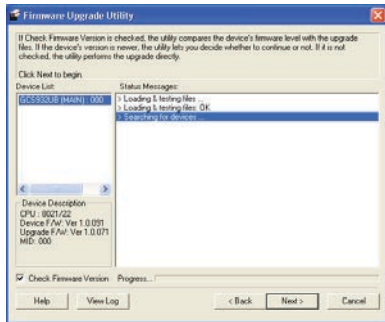 Firmware Upgrade Utility
If Check Firmware Version is checked, the utility compares the device's firmware level with the upgrade
files. If the device's version is newer, the utility lets you decide whether to continue or not. If it is not
checked, the utility performs the upgrade directly.
Click Next to begin.
Device List:
Status Messages:
GCS932UB (MAIN) : 000
> Loading & testing files ...
> Loading & testing files: OK
> Searching for devices ...
Device Description
CPU : 8021/22
Device F/W: Ver 1.0.091
Upgrade F/W: Ver 1.0.071
MID: 000
Check Firmware Version
Progress...
Help
View Log
< Back
Next >
Cancel